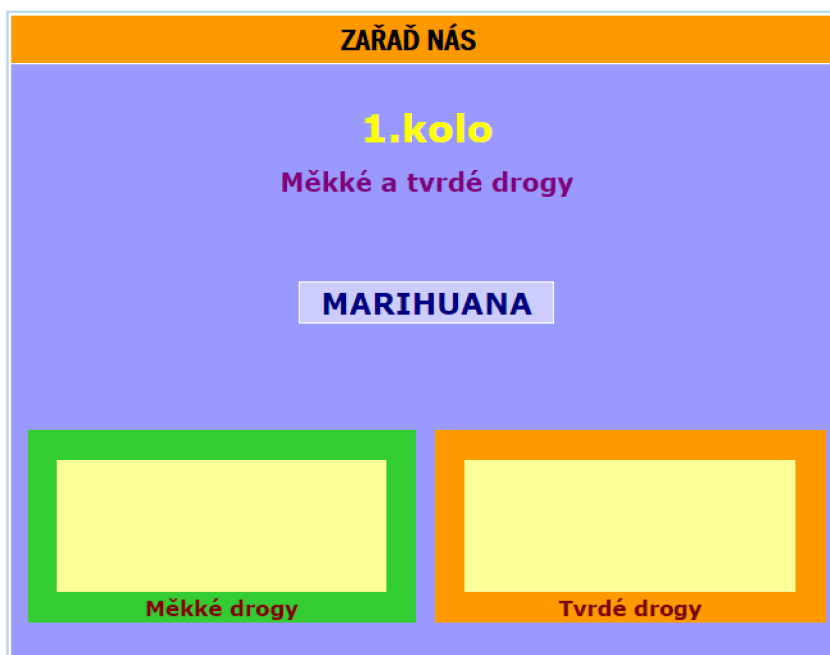 ZAŘAĎ NÁS
1.kolo
Měkké a tvrdé drogy
MARIHUANA
Měkké drogy
Tvrdé drogy